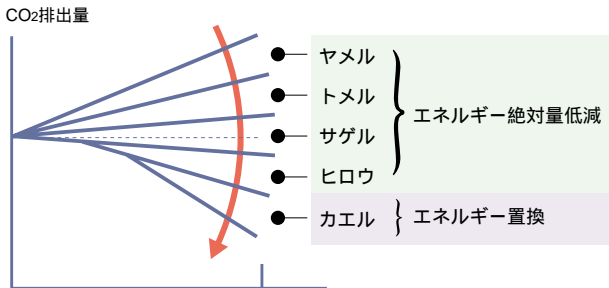 CO2排出量
ヤメル
トメル
サゲル
ヒロウ
エネルギー絶対量低減
カエル
エネルギー置換